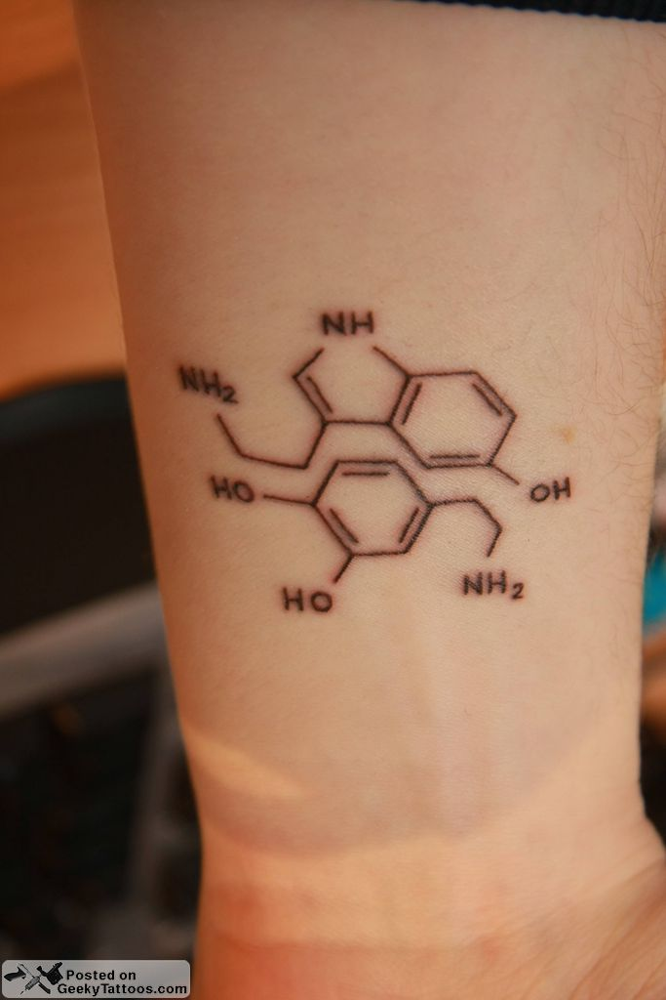 NH
NH₂
HO
OH
HO
NH₂
Posted on
GeekyTattoos.com